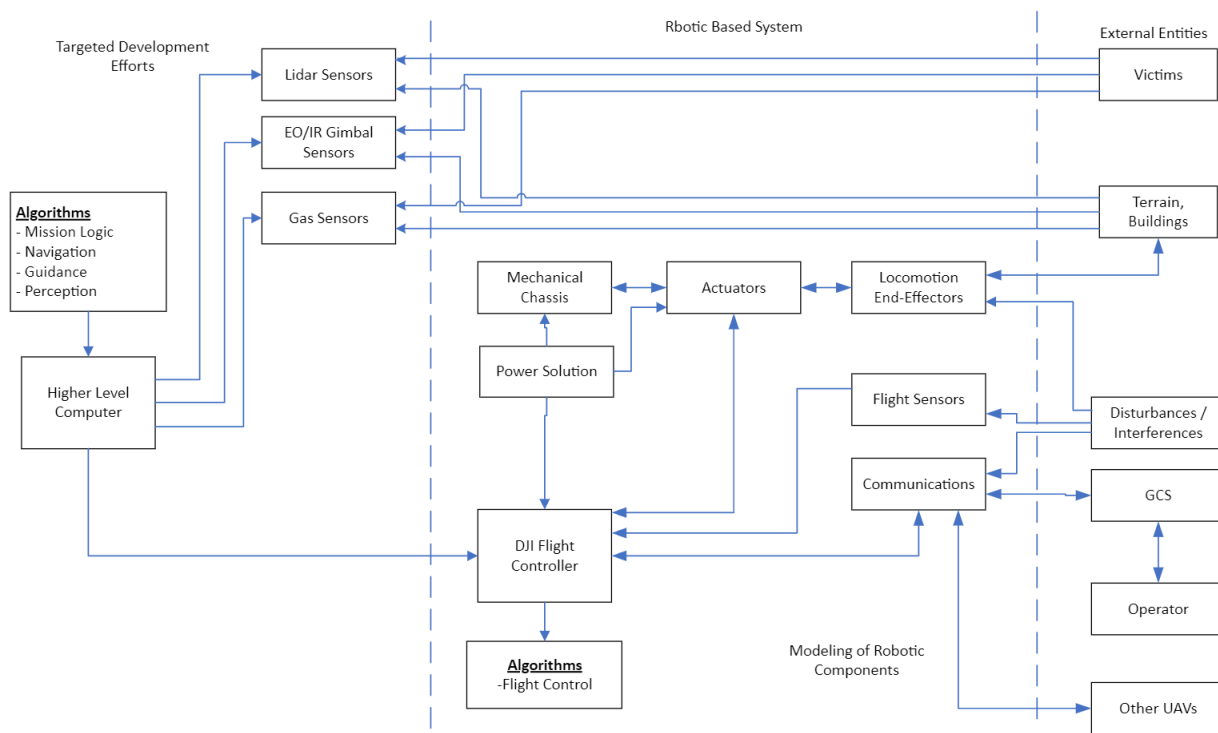 Targeted Development
Efforts
Rbotic Based System
External Entities
Lidar Sensors
Victims
EO/IR Gimbal
Sensors
Algorithms
- Mission Logic
- Navigation
- Guidance
- Perception
Gas Sensors
Terrain,
Buildings
Mechanical
Chassis
Actuators
Locomotion
End-Effectors
Higher Level
Computer
Power Solution
Flight Sensors
Disturbances /
Interferences
Communications
GCS
DJI Flight
Controller
Operator
Algorithms
-Flight Control
Modeling of Robotic
Components
Other UAVs